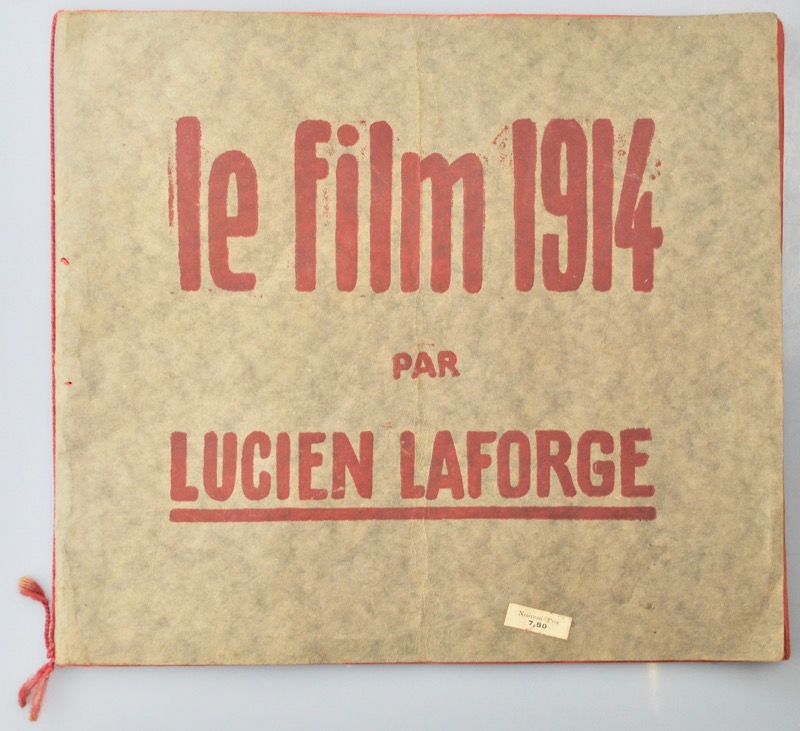 le film 1914
PAR
LUCIEN LAFORGE
Nouveau Prix
7,50